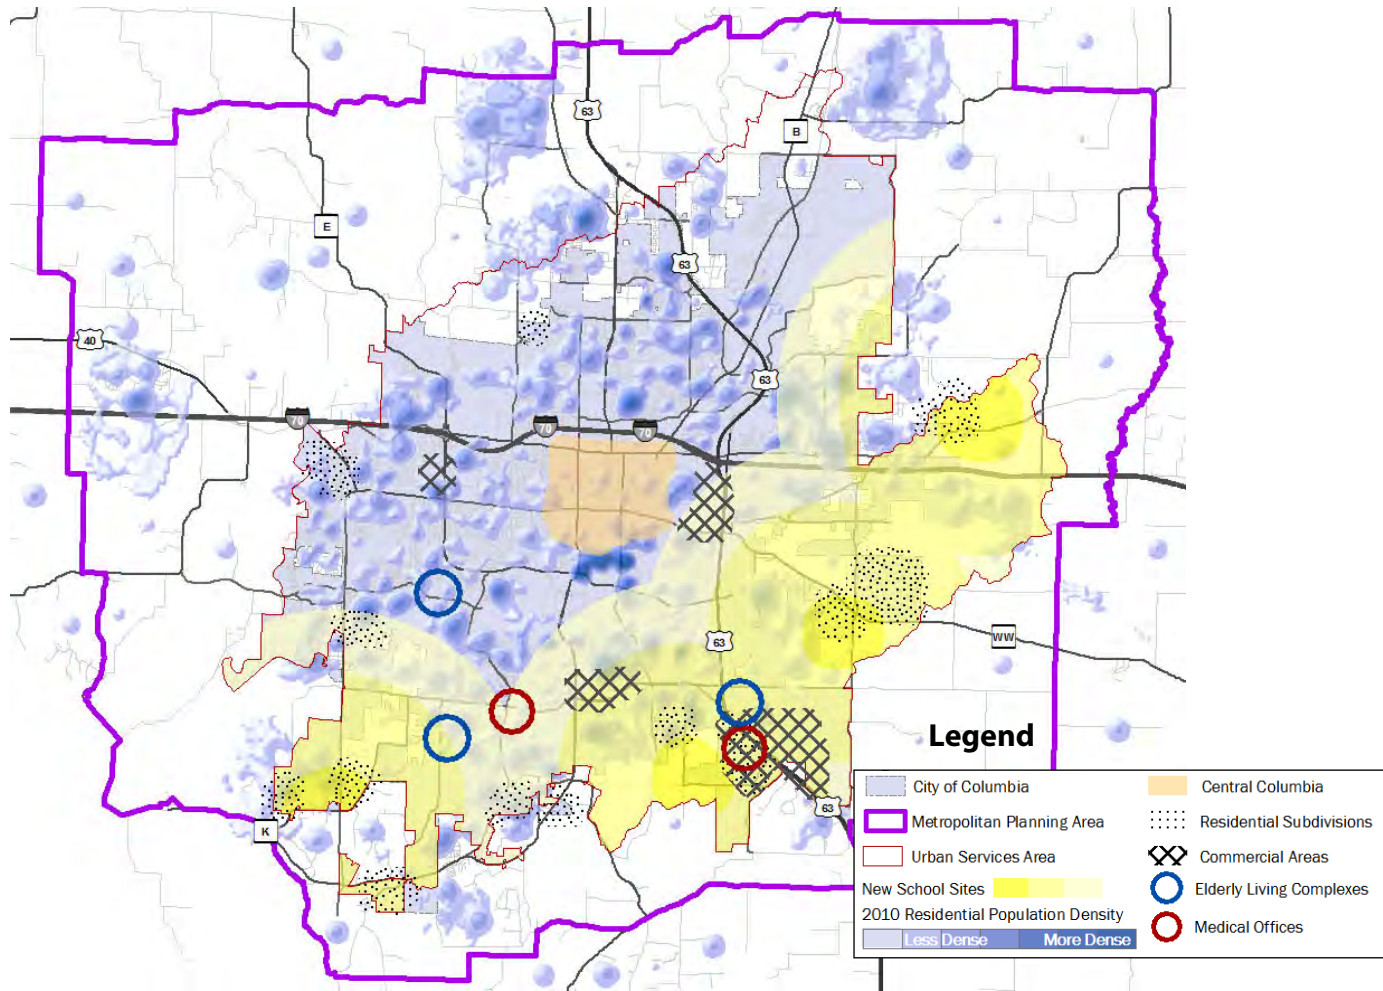 63
B
E
63
40
63
70
70
70
63
WW
63
K
Legend
City of Columbia
Central Columbia
Metropolitan Planning Area
Residential Subdivisions
Urban Services Area
Commercial Areas
New School Sites
Elderly Living Complexes
2010 Residential Population Density
Less Dense More Dense
Medical Offices